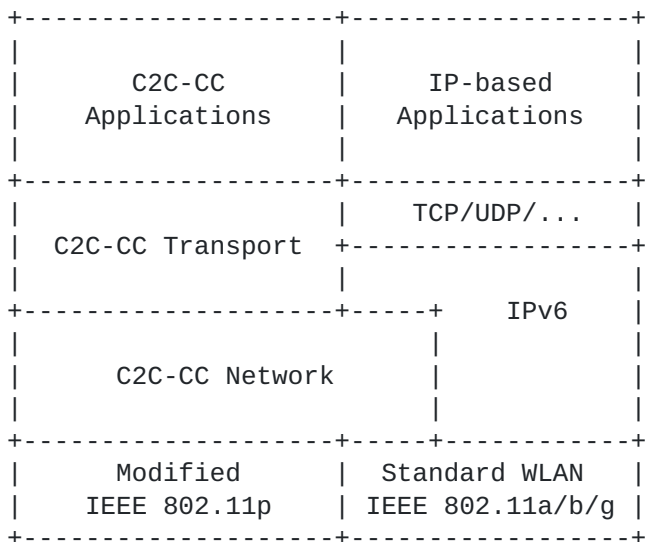 C2C-CC IP-based
Applications Applications
TCP/UDP/...
C2C-CC Transport
IPv6
C2C-CC Network
Modified Standard WLAN
IEEE 802.11p IEEE 802.11a/b/g